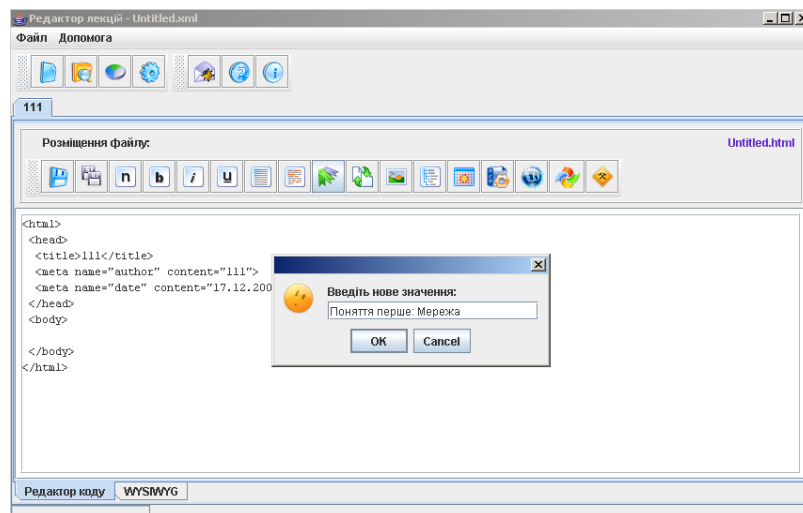 Редактор лекцій - Untitled.xml
Файл Допомога
111
Розміщення файлу: Untitled.html
n b i u
<html>
<head>
<title>111</title>
<meta name="author" content="111">
<meta name="date" content="17.12.200
</head>
<body>
</body>
</html>
Введіть нове значення:
Поняття перше: Мережа
OK Cancel
Редактор коду WYSIWYG